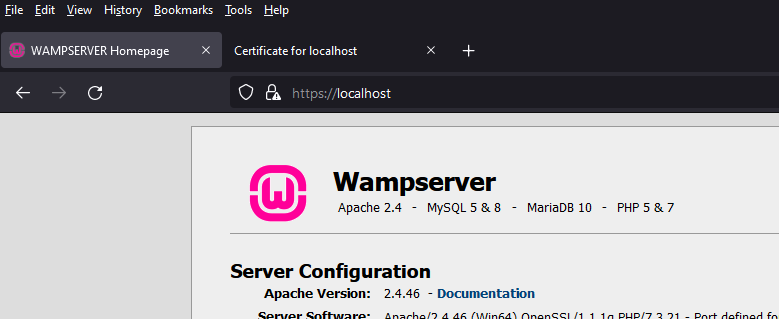 File Edit View History Bookmarks Tools Help
WAMPSERVER Homepage Certificate for localhost
https://localhost
Wampserver
Apache 2.4 - MySQL 5 & 8 - MariaDB 10 - PHP 5 & 7
Server Configuration
Apache Version: 2.4.46 - Documentation
Server Software: Apache/2.4.46 (Win64) OpenSSL/1.1.1g PHP/7.3.21 - Port defined fo